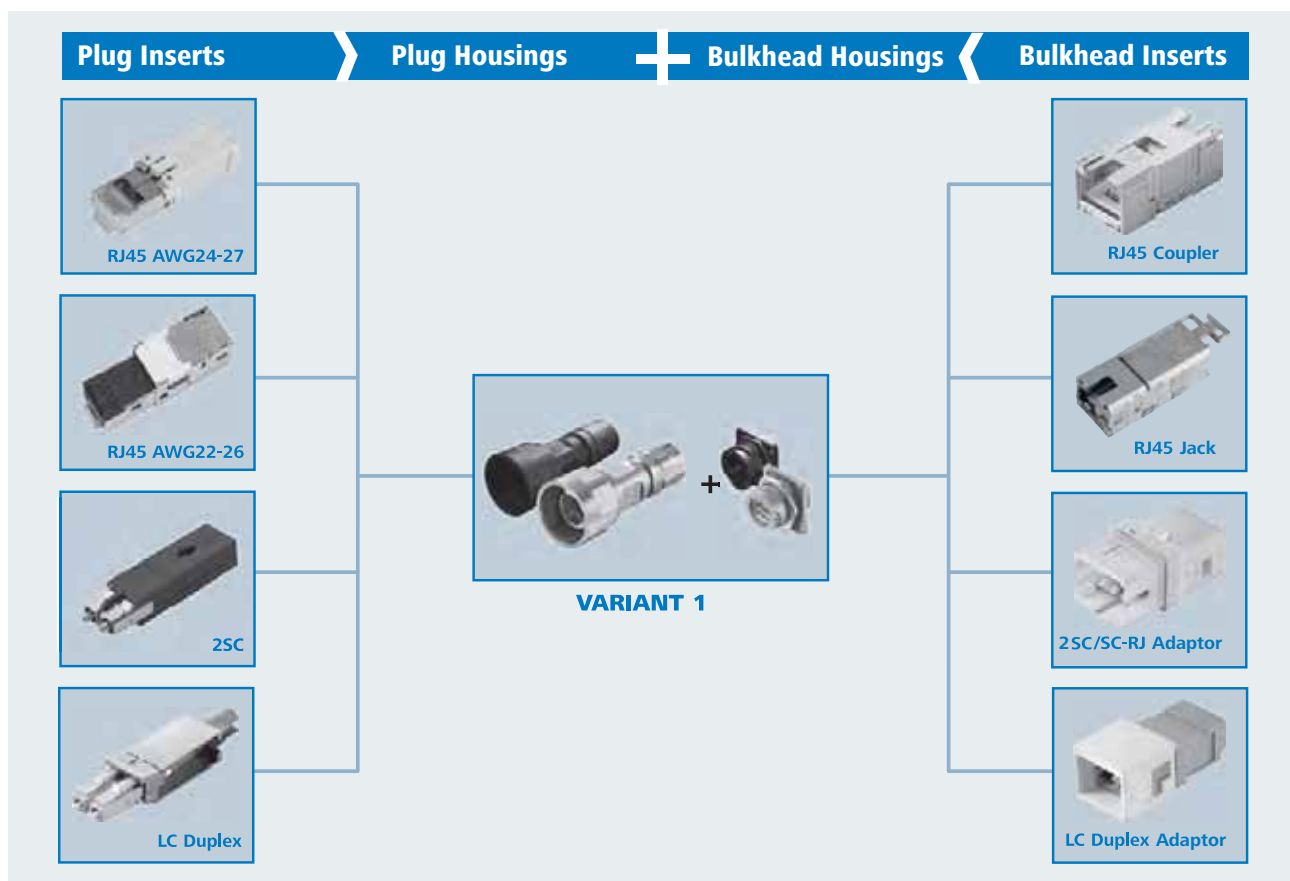 Plug Inserts
Plug Housings
Bulkhead Housings
Bulkhead Inserts
RJ45 AWG24-27
RJ45 AWG22-26
2SC
LC Duplex
+
VARIANT 1
RJ45 Coupler
RJ45 Jack
2SC/SC-RJ Adaptor
LC Duplex Adaptor